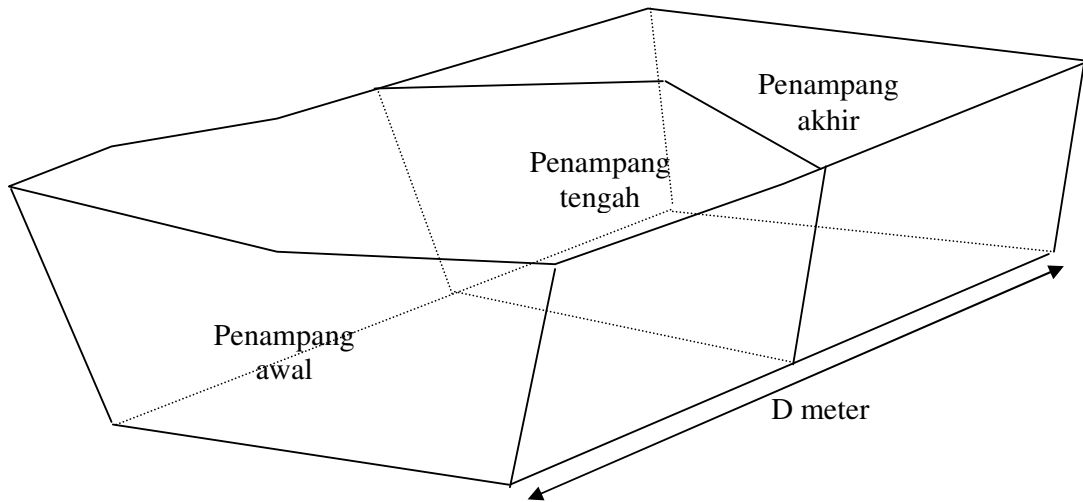 Penampang
akhir
Penampang
tengah
Penampang
awal
D meter